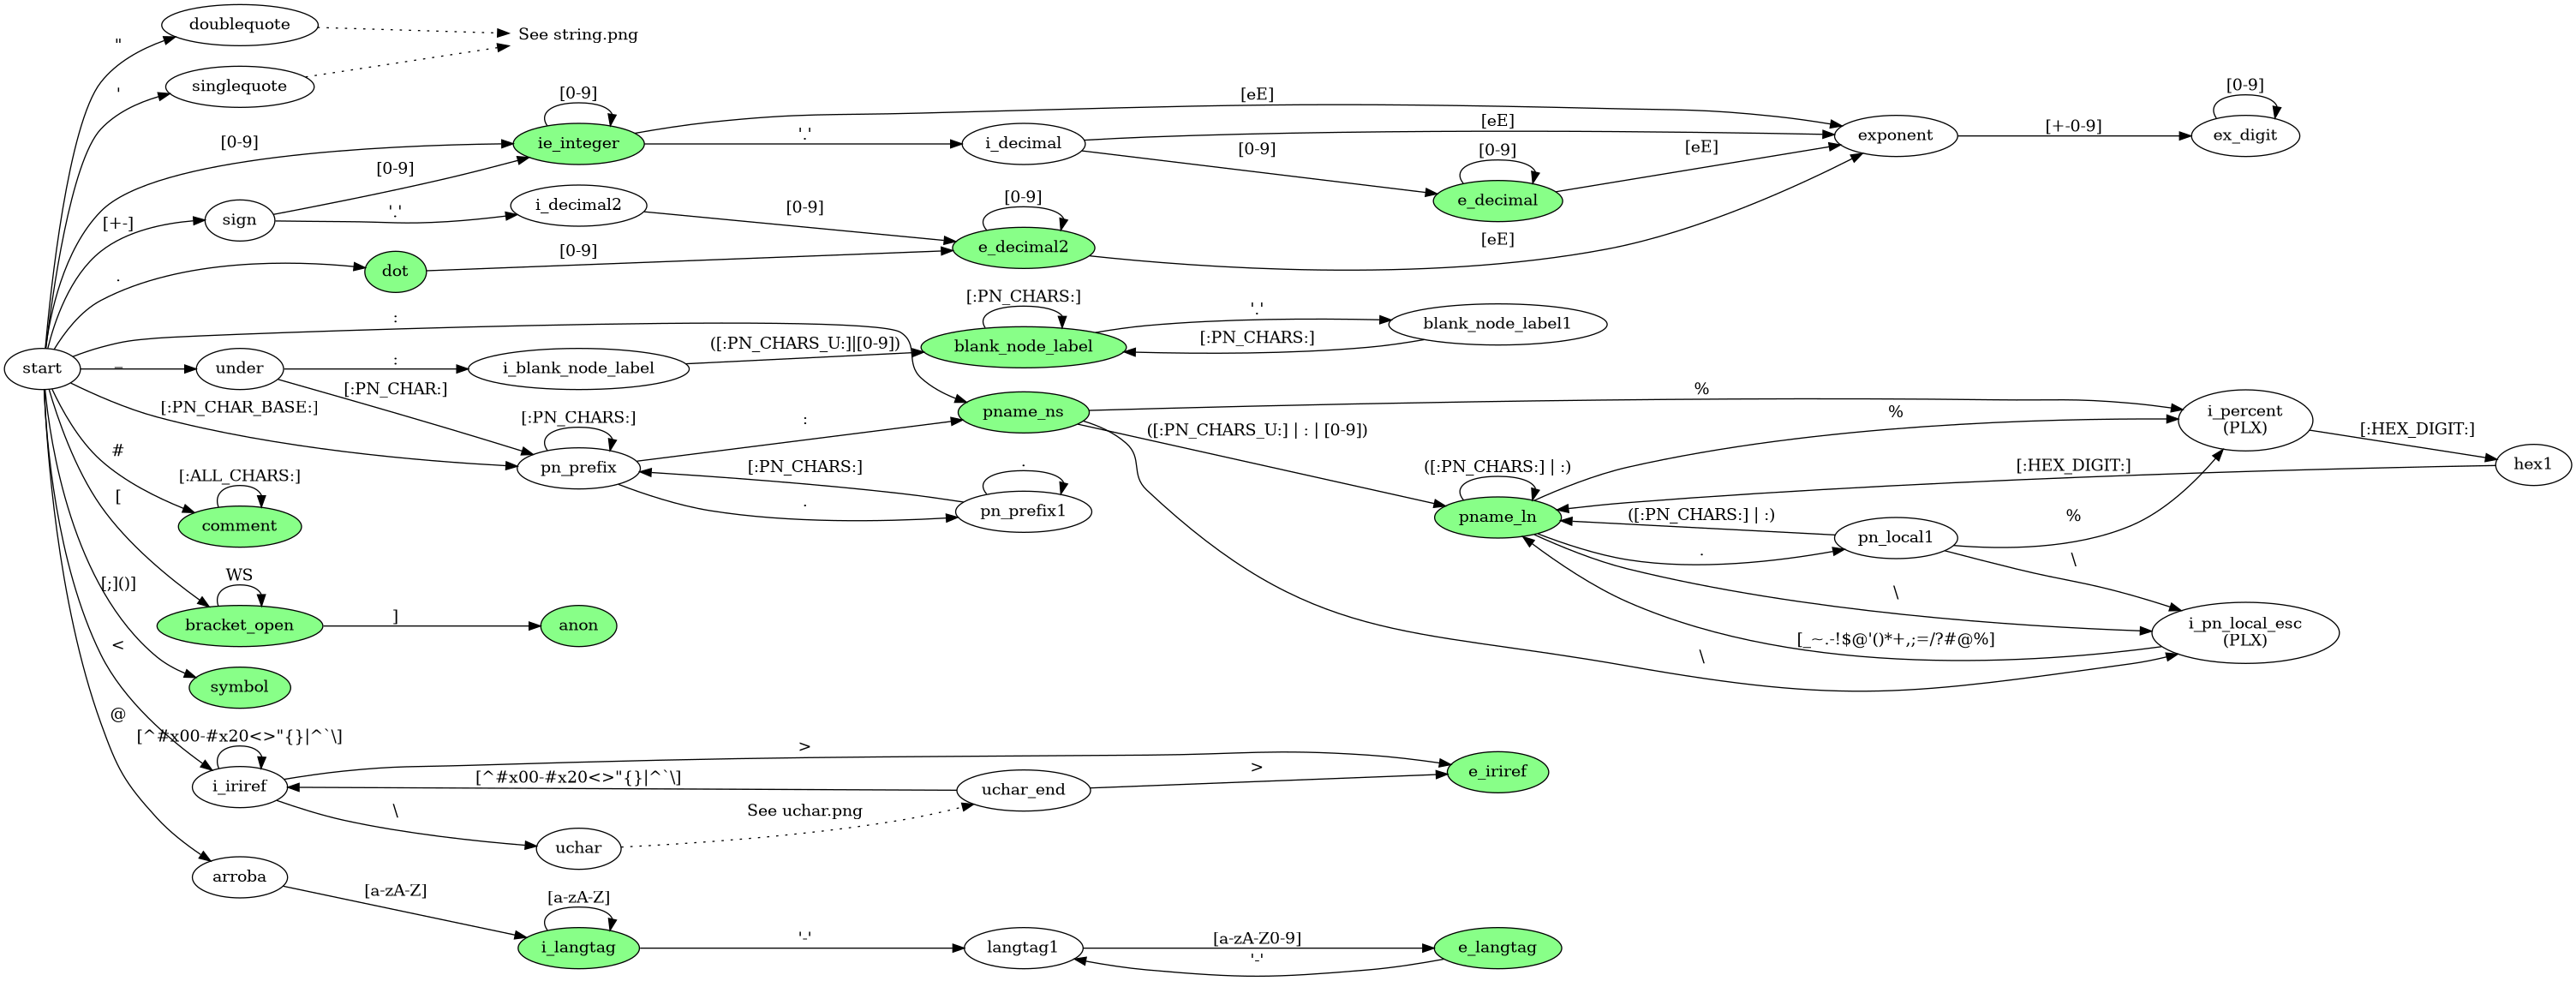 doublequote
See string.png
"
singlequote
'
[0-9]
[0-9]
ie_integer
[eE]
'.'
i_decimal
[eE]
exponent
[+-0-9]
[0-9]
ex_digit
[0-9]
[0-9]
[eE]
e_decimal
[+-]
sign
[0-9]
'.'
i_decimal2
[0-9]
[0-9]
e_decimal2
[eE]
.
dot
[0-9]
:
start
_
under
:
i_blank_node_label
([:PN_CHARS_U:]|[0-9])
[:PN_CHARS:]
blank_node_label
'.'
[:PN_CHARS:]
blank_node_label1
[:PN_CHAR:]
[:PN_CHAR_BASE:]
[:PN_CHARS:]
pn_prefix
:
pname_ns
[:PN_CHARS:]
.
.
pn_prefix1
%
([:PN_CHARS_U:] | : | [0-9])
\
([:PN_CHARS:] | :)
pname_ln
%
i_percent
(PLX)
[:HEX_DIGIT:]
hex1
[:HEX_DIGIT:]
([:PN_CHARS:] | :)
.
pn_local1
%
\
\
[_~.-!$@'()*+,;=/?#@%]
i_pn_local_esc
(PLX)
#
[:ALL_CHARS:]
comment
[
WS
bracket_open
]
anon
[;]()]
symbol
<
[^#x00-#x20<>"{}|^`\]
i_iriref
>
e_iriref
[^#x00-#x20<>"{}|^`\]
uchar_end
>
\
uchar
See uchar.png
@
arroba
[a-zA-Z]
[a-zA-Z]
i_langtag
'-'
langtag1
[a-zA-Z0-9]
'-'
e_langtag